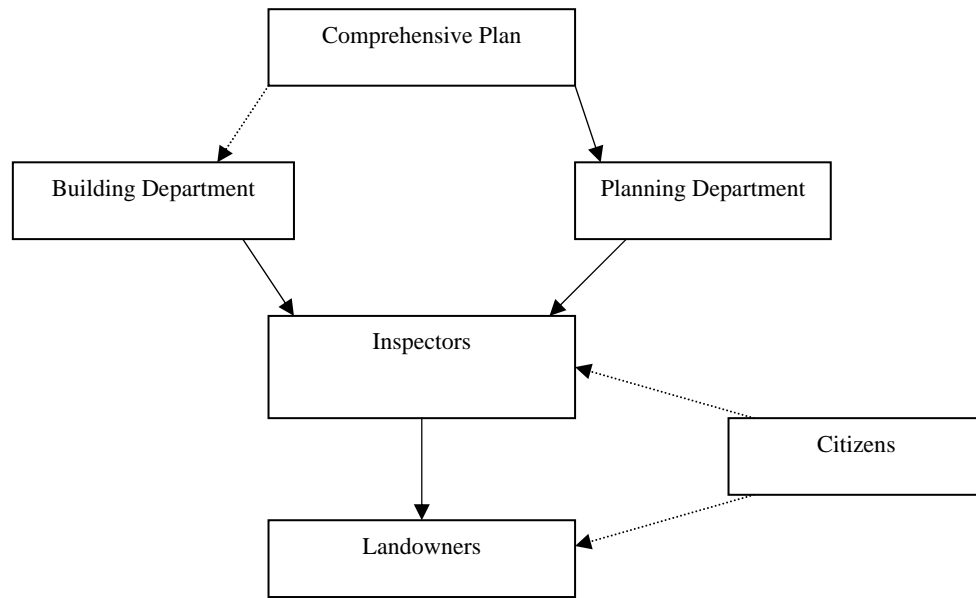 Comprehensive Plan
Building Department
Planning Department
Inspectors
Citizens
Landowners